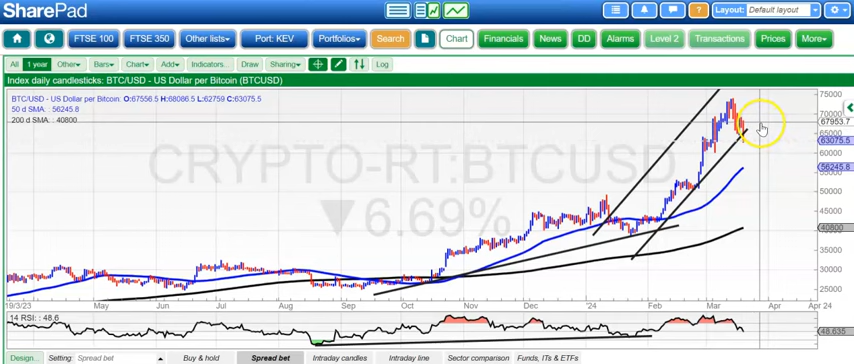 SharePad
Layout: Default layout
FTSE 100 FTSE 350 Other lists Port: KEV Portfolios Search Chart Financials News DD Alarms Level 2 Transactions Prices More
All 1 year Other Bars Chart Add Indicators... Draw Sharing Log
Index daily candlesticks: BTC/USD - US Dollar per Bitcoin (BTCUSD)
BTC/USD - US Dollar per Bitcoin: O:67556.5 H:68086.5 L:62759 C:63075.5
50 d SMA: 56245.8
200 d SMA: 40800
75000
70000
67953.7
65000
63075.5
56245.8
50000
45000
40800
35000
30000
25000
CRYPTO-RT:BTCUSD
▼6.69%
19/3/23 May Jun Jul Aug Sep Oct Nov Dec '24 Feb Mar Apr Apr 24
14 RSI: : 48.6
48.635
Design... Setting: Spread bet Buy & hold Spread bet Intraday candles Intraday line Sector comparison Funds, ITs & ETFs